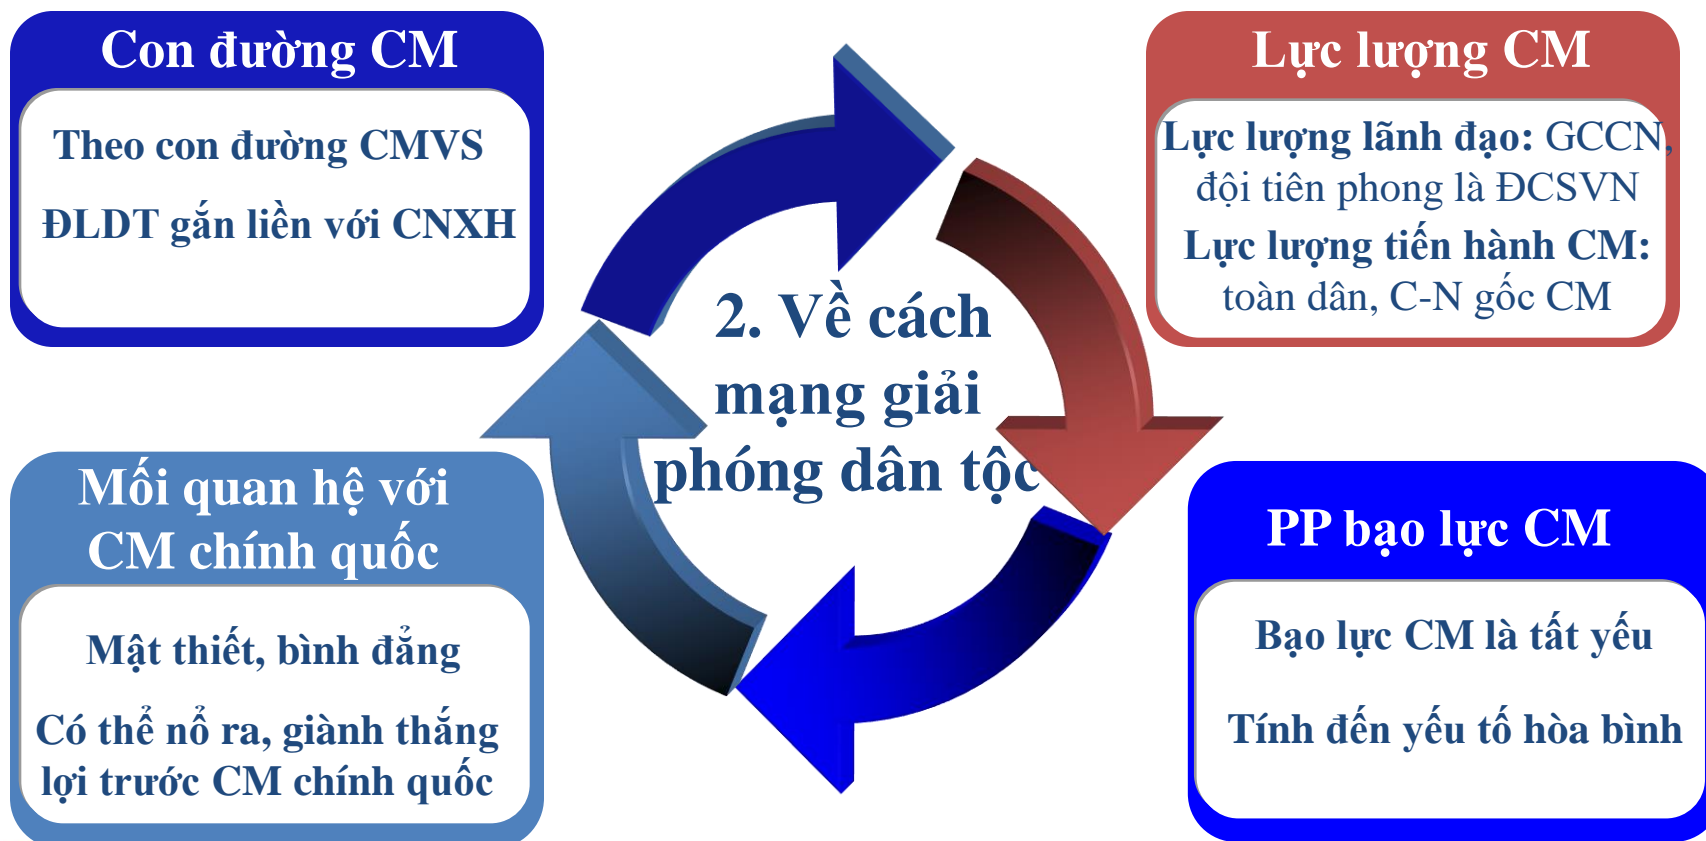 Con đường CM
Theo con đường CMVS
ĐLDT gắn liền với CNXH
Lực lượng CM
Lực lượng lãnh đạo: GCCN,
đội tiên phong là ĐCSVN
Lực lượng tiến hành CM:
toàn dân, C-N gốc CM
2. Về cách
mạng giải
phóng dân tộc
Mối quan hệ với
CM chính quốc
Mật thiết, bình đẳng
Có thể nổ ra, giành thắng
lợi trước CM chính quốc
PP bạo lực CM
Bạo lực CM là tất yếu
Tính đến yếu tố hòa bình